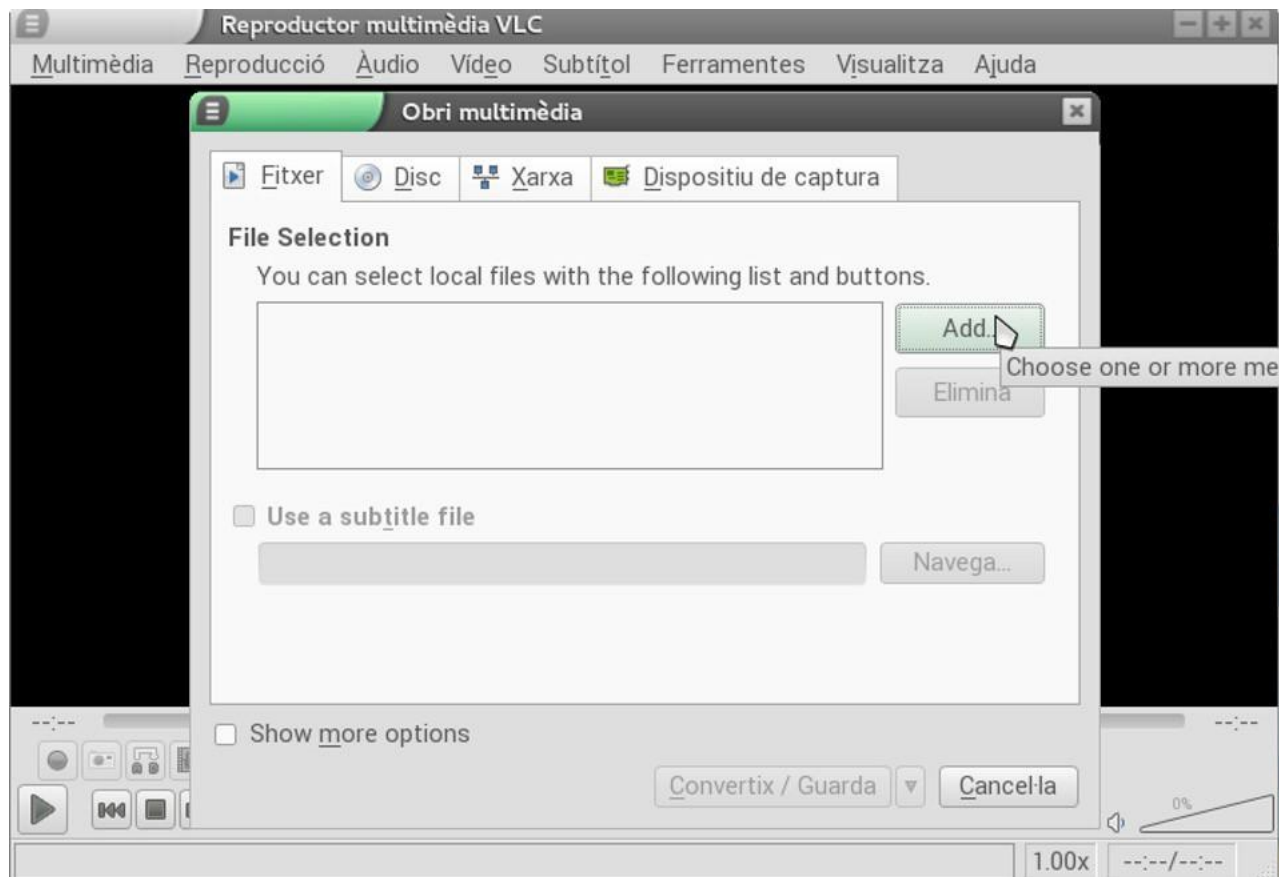 Reproductor multimèdia VLC
Multimèdia Reproducció Àudio Vídeo Subtítol Ferramentes Visualitza Ajuda
Obri multimèdia
Fitxer Disc Xarxa Dispositiu de captura
File Selection
You can select local files with the following list and buttons.
Add...
Choose one or more me
Elimina
Use a subtitle file
Navega...
--:-- --:--
Show more options
Convertix / Guarda Cancel·la
0%
1.00x --:--/--:--